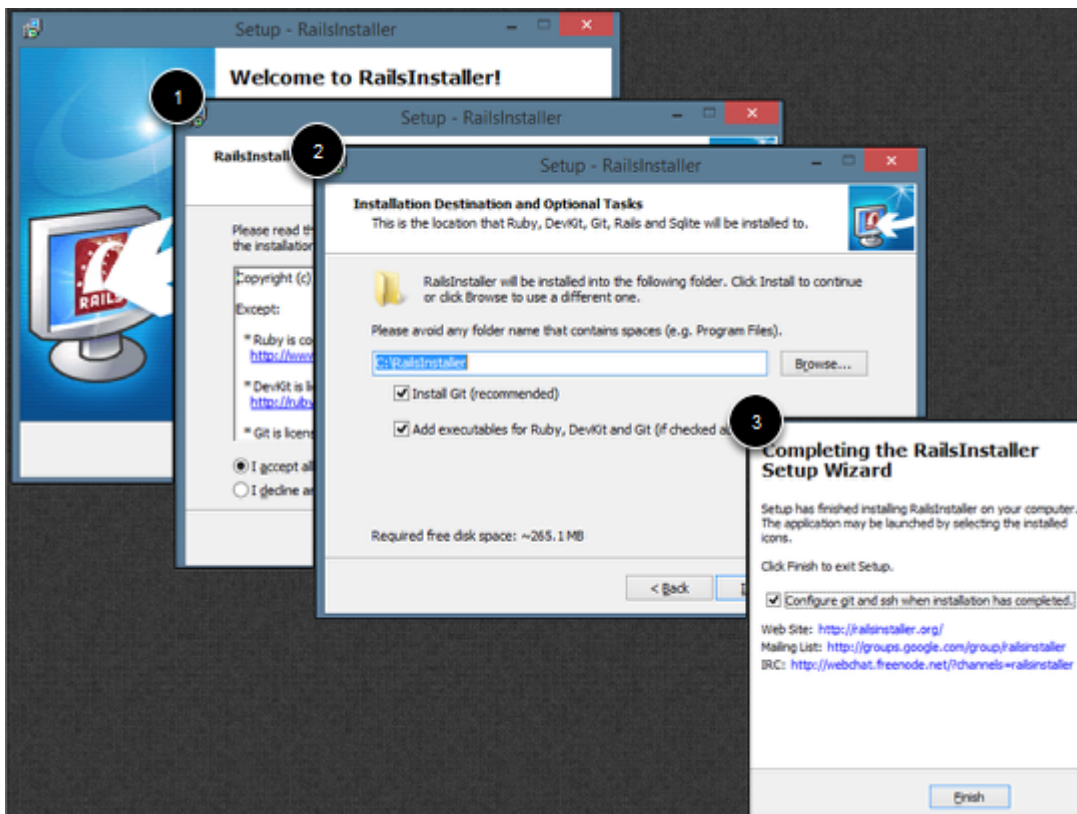 Setup - RailsInstaller
Welcome to RailsInstaller!
RAILS
1
Setup - RailsInstaller
RailsInstall
Please read th
the installation
Copyright (c)
Except:
* Ruby is co
http://www
* DevKit is li
http://ruby
* Git is licens
I accept all
I decline an
2
Setup - RailsInstaller
Installation Destination and Optional Tasks
This is the location that Ruby, DevKit, Git, Rails and Sqlite will be installed to.
RailsInstaller will be installed into the following folder. Click Install to continue
or click Browse to use a different one.
Please avoid any folder name that contains spaces (e.g. Program Files).
C:\RailsInstaller
Browse...
Install Git (recommended)
Add executables for Ruby, DevKit and Git (if checked a
Required free disk space: ~265.1 MB
< Back
3
Completing the RailsInstaller
Setup Wizard
Setup has finished installing RailsInstaller on your computer.
The application may be launched by selecting the installed
icons.
Click Finish to exit Setup.
Configure git and ssh when installation has completed.
Web Site: http://railsinstaller.org/
Mailing List: http://groups.google.com/group/railsinstaller
IRC: http://webchat.freenode.net/?channels=railsinstaller
Finish